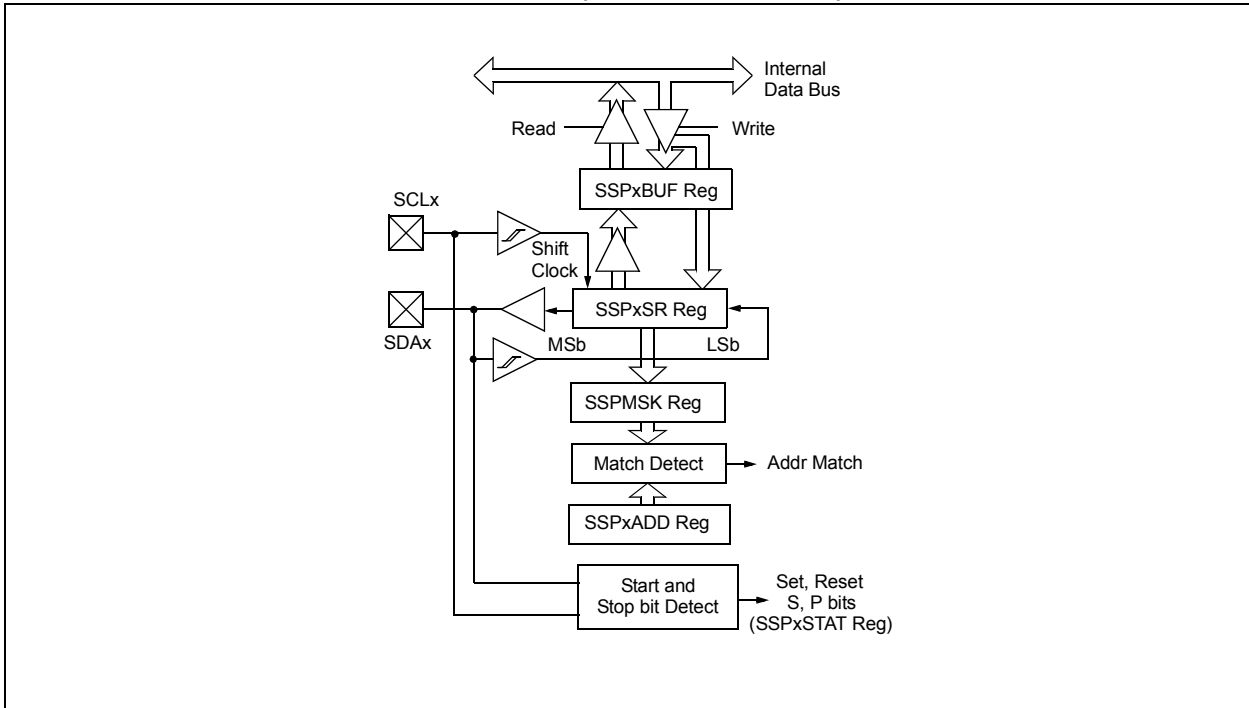 Internal
Data Bus
Read
Write
SSPxBUF Reg
SCLx
Shift
Clock
SSPxSR Reg
SDAx
MSb
LSb
SSPMSK Reg
Match Detect
Addr Match
SSPxADD Reg
Start and
Stop bit Detect
Set, Reset
S, P bits
(SSPxSTAT Reg)